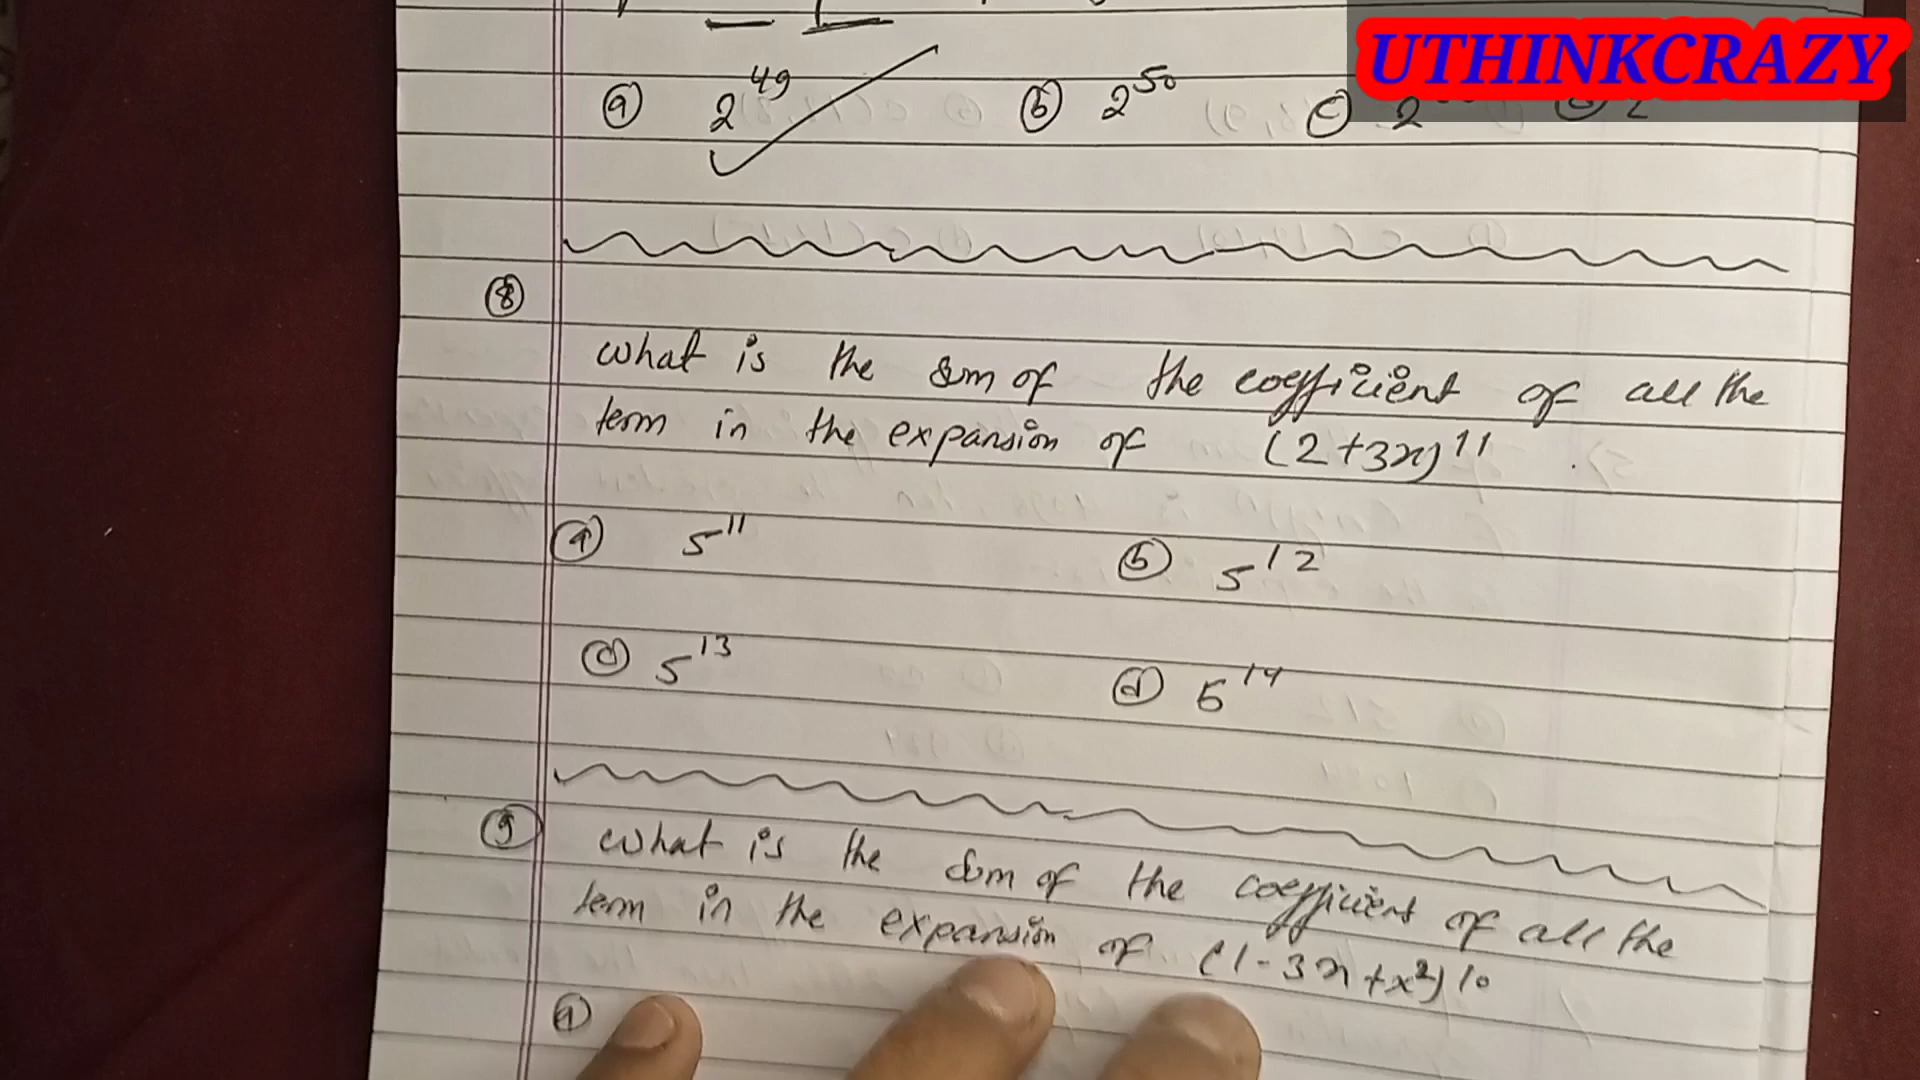 UTHINKCRAZY
(a) 2^49 (b) 2^50 (c) 2 (d) 2
(8)
What is the sum of the coefficient of all the
term in the expansion of (2+3x)^11.
(a) 5^11 (b) 5^12
(c) 5^13 (d) 5^14
(9) What is the sum of the coefficient of all the
term in the expansion of (1-3x+x²)10
(a)